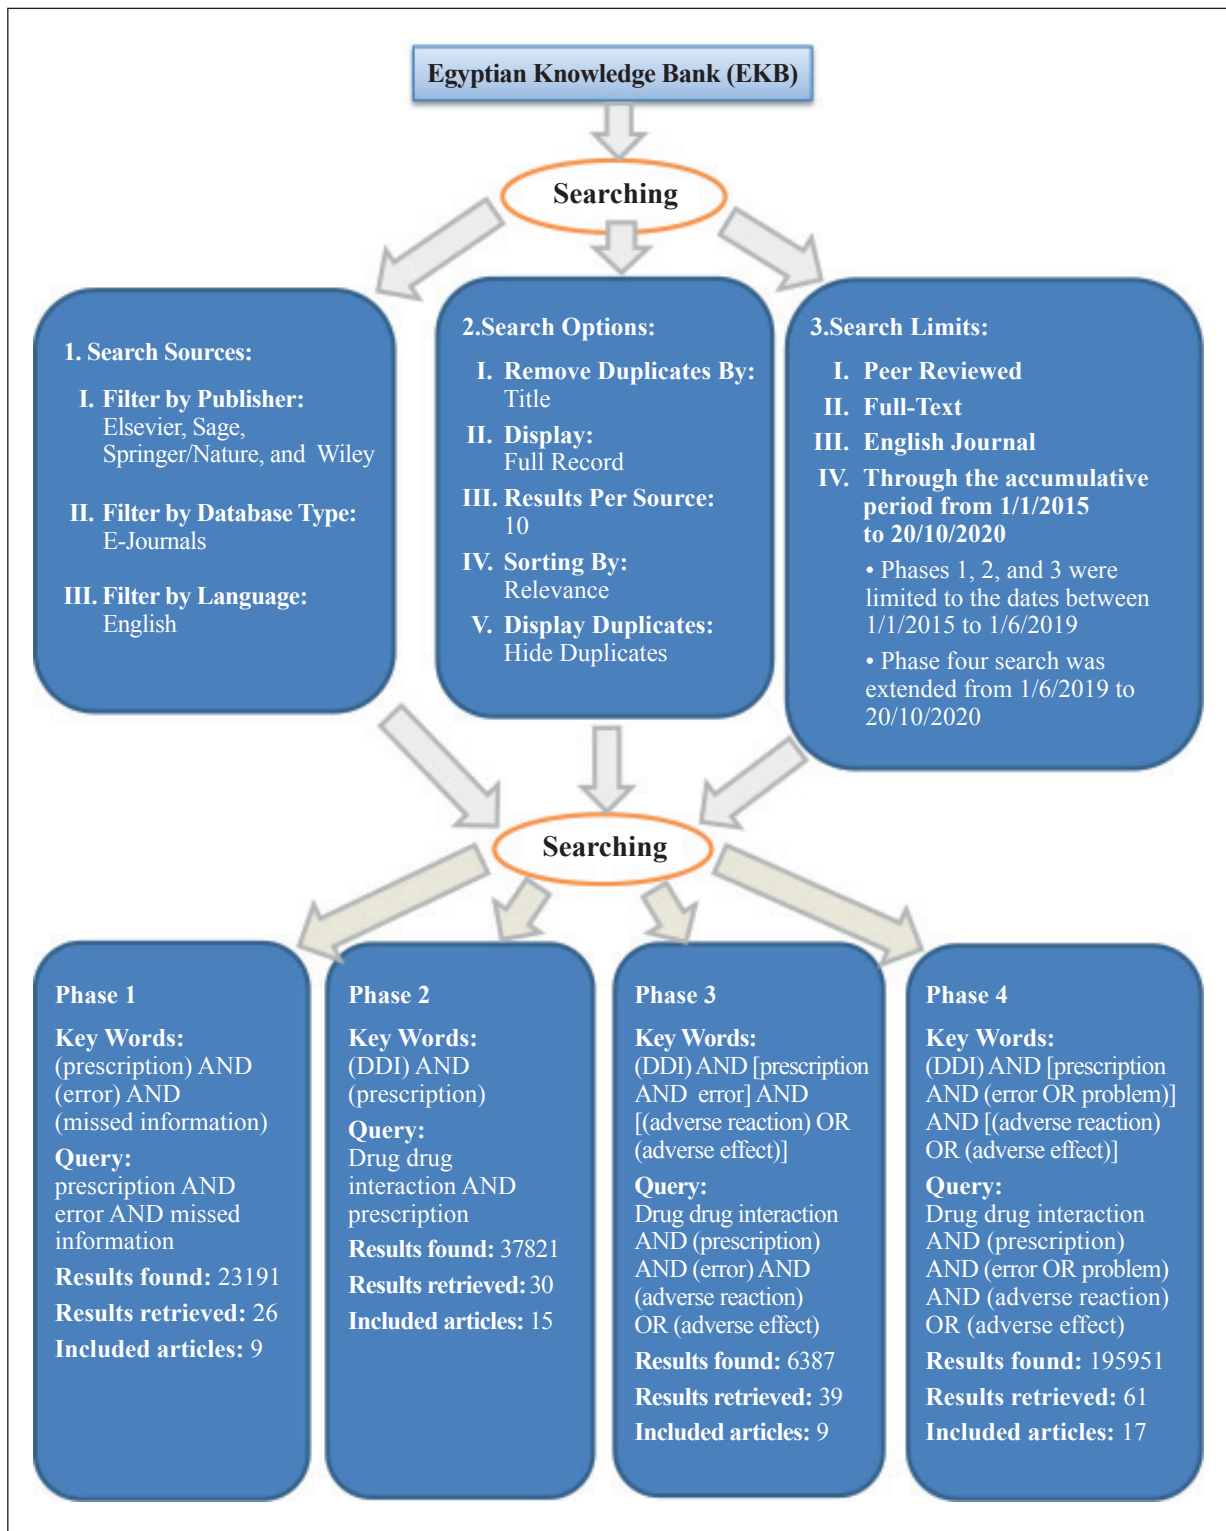 Egyptian Knowledge Bank (EKB)
Searching
1. Search Sources:
I. Filter by Publisher:
Elsevier, Sage,
Springer/Nature, and Wiley
II. Filter by Database Type:
E-Journals
III. Filter by Language:
English
2.Search Options:
I. Remove Duplicates By:
Title
II. Display:
Full Record
III. Results Per Source:
10
IV. Sorting By:
Relevance
V. Display Duplicates:
Hide Duplicates
3.Search Limits:
I. Peer Reviewed
II. Full-Text
III. English Journal
IV. Through the accumulative
period from 1/1/2015
to 20/10/2020
• Phases 1, 2, and 3 were
limited to the dates between
1/1/2015 to 1/6/2019
• Phase four search was
extended from 1/6/2019 to
20/10/2020
Searching
Phase 1
Key Words:
(prescription) AND
(error) AND
(missed information)
Query:
prescription AND
error AND missed
information
Results found: 23191
Results retrieved: 26
Included articles: 9
Phase 2
Key Words:
(DDI) AND
(prescription)
Query:
Drug drug
interaction AND
prescription
Results found: 37821
Results retrieved: 30
Included articles: 15
Phase 3
Key Words:
(DDI) AND [prescription
AND error] AND
[(adverse reaction) OR
(adverse effect)]
Query:
Drug drug interaction
AND (prescription)
AND (error) AND
(adverse reaction)
OR (adverse effect)
Results found: 6387
Results retrieved: 39
Included articles: 9
Phase 4
Key Words:
(DDI) AND [prescription
AND (error OR problem)]
AND [(adverse reaction)
OR (adverse effect)]
Query:
Drug drug interaction
AND (prescription)
AND (error OR problem)
AND (adverse reaction)
OR (adverse effect)
Results found: 195951
Results retrieved: 61
Included articles: 17